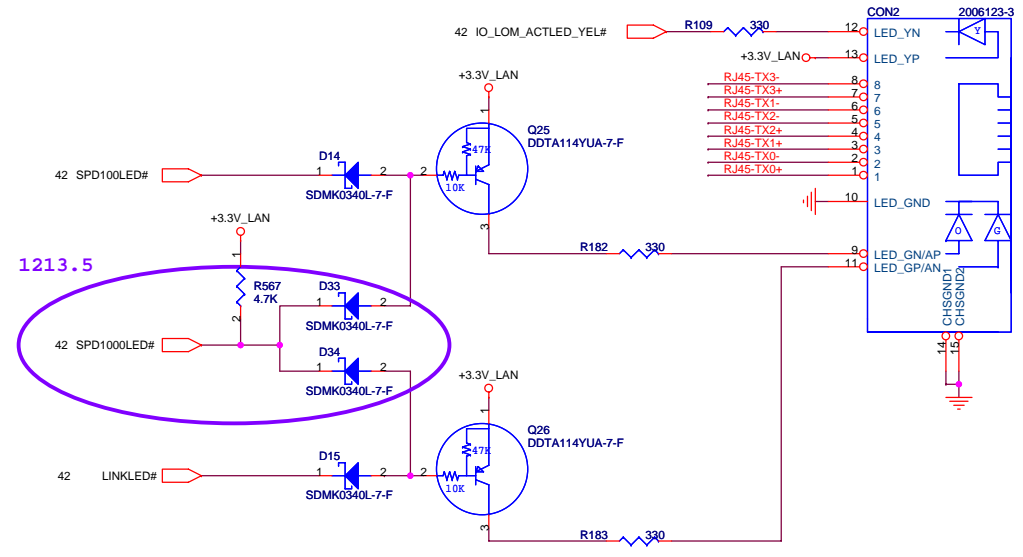 CON2 2006123-3
42 IO_LOM_ACTLED_YEL# R109 330 12 LED_YN Y
+3.3V_LAN 13 LED_YP
RJ45-TX3- 8 8
RJ45-TX3+ 7 7
RJ45-TX1- 6 6
RJ45-TX2- 5 5
RJ45-TX2+ 4 4
RJ45-TX1+ 3 3
RJ45-TX0- 2 2
RJ45-TX0+ 1 1
10 LED_GND
O G
9 LED_GN/AP
11 LED_GP/AN
CHSGND1
CHSGND2
14
15
+3.3V_LAN
1
Q25
DDTA114YUA-7-F
47K
10K
2
3
R182 330
D14
42 SPD100LED# 1 2
SDMK0340L-7-F
+3.3V_LAN
1
R567
4.7K
2
1213.5
D33
1 2
SDMK0340L-7-F
42 SPD1000LED#
D34
1 2
SDMK0340L-7-F
+3.3V_LAN
1
Q26
DDTA114YUA-7-F
47K
10K
2
3
D15
42 LINKLED# 1 2
SDMK0340L-7-F
R183 330